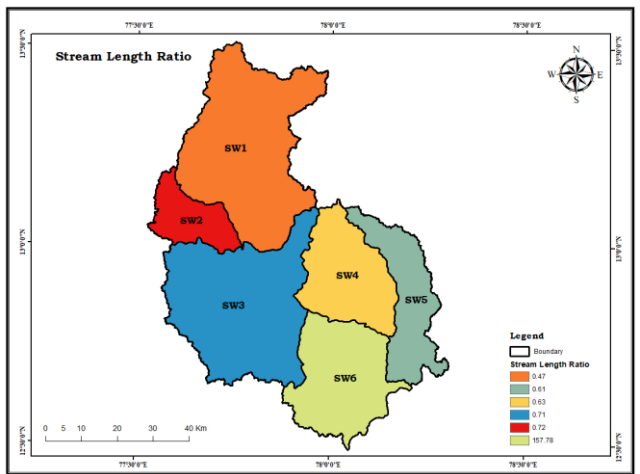 77°30'0"E 78°0'0"E 78°30'0"E
13°30'0"N 13°30'0"N
Stream Length Ratio
N
W E
S
SW1
SW2
13°0'0"N 13°0'0"N
SW4
SW5
SW3
Legend
Boundary
Stream Length Ratio
0.47
0.61
0.63
0.71
0.72
157.78
SW6
0 5 10 20 30 40 Km
12°30'0"N 12°30'0"N
77°30'0"E 78°0'0"E 78°30'0"E